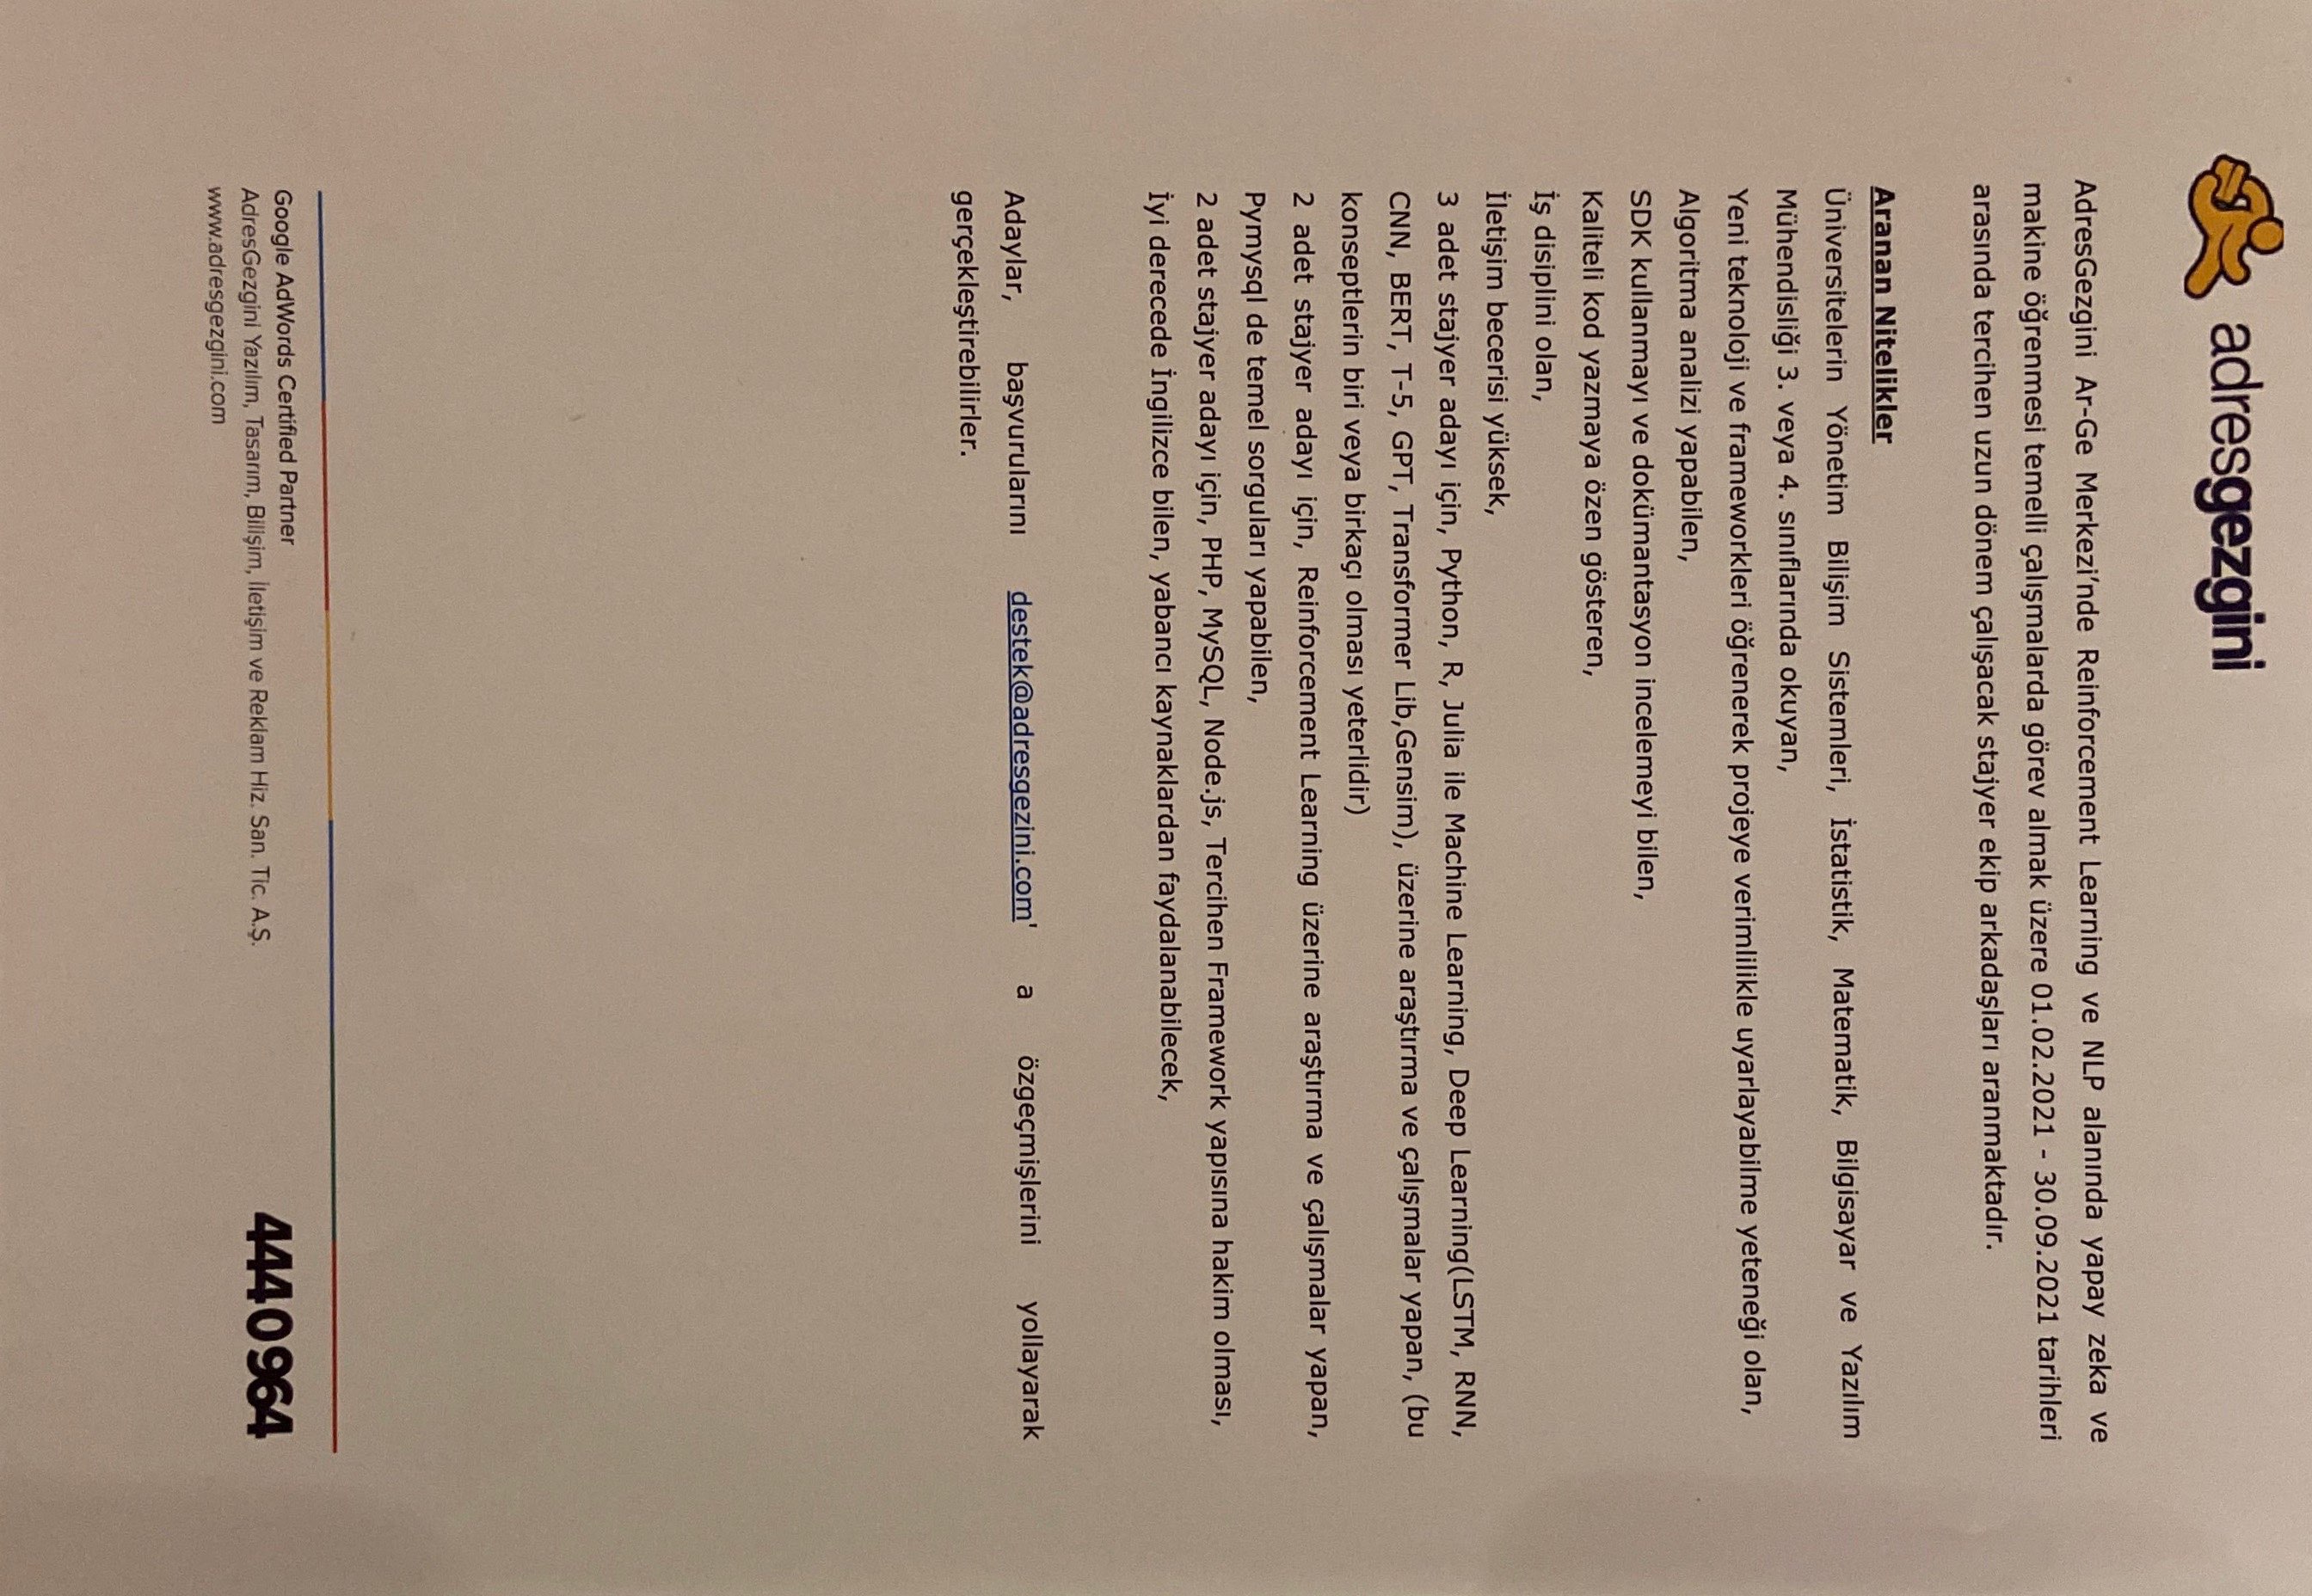 adresgezgini
AdresGezgini Ar-Ge Merkezi'nde Reinforcement Learning ve NLP alanında yapay zeka ve
makine öğrenmesi temelli çalışmalarda görev almak üzere 01.02.2021 - 30.09.2021 tarihleri
arasında tercihen uzun dönem çalışacak stajyer ekip arkadaşları aranmaktadır.
Aranan Nitelikler
Üniversitelerin Yönetim Bilişim Sistemleri, İstatistik, Matematik, Bilgisayar ve Yazılım
Mühendisliği 3. veya 4. sınıflarında okuyan,
Yeni teknoloji ve frameworkleri öğrenerek projeye verimlilikle uyarlayabilme yeteneği olan,
Algoritma analizi yapabilen,
SDK kullanmayı ve dokümantasyon incelemeyi bilen,
Kaliteli kod yazmaya özen gösteren,
İş disiplini olan,
İletişim becerisi yüksek,
3 adet stajyer adayı için, Python, R, Julia ile Machine Learning, Deep Learning(LSTM, RNN,
CNN, BERT, T-5, GPT, Transformer Lib,Gensim), üzerine araştırma ve çalışmalar yapan, (bu
konseptlerin biri veya birkaçı olması yeterlidir)
2 adet stajyer adayı için, Reinforcement Learning üzerine araştırma ve çalışmalar yapan,
Pymysql de temel sorguları yapabilen,
2 adet stajyer adayı için, PHP, MySQL, Node.js, Tercihen Framework yapısına hakim olması,
İyi derecede İngilizce bilen, yabancı kaynaklardan faydalanabilecek,
Adaylar, başvurularını destek@adresgezini.com' a özgeçmişlerini yollayarak
gerçekleştirebilirler.
Google AdWords Certified Partner
AdresGezgini Yazılım, Tasarım, Bilişim, İletişim ve Reklam Hiz. San. Tic. A.Ş.
www.adresgezgini.com
444 0 964